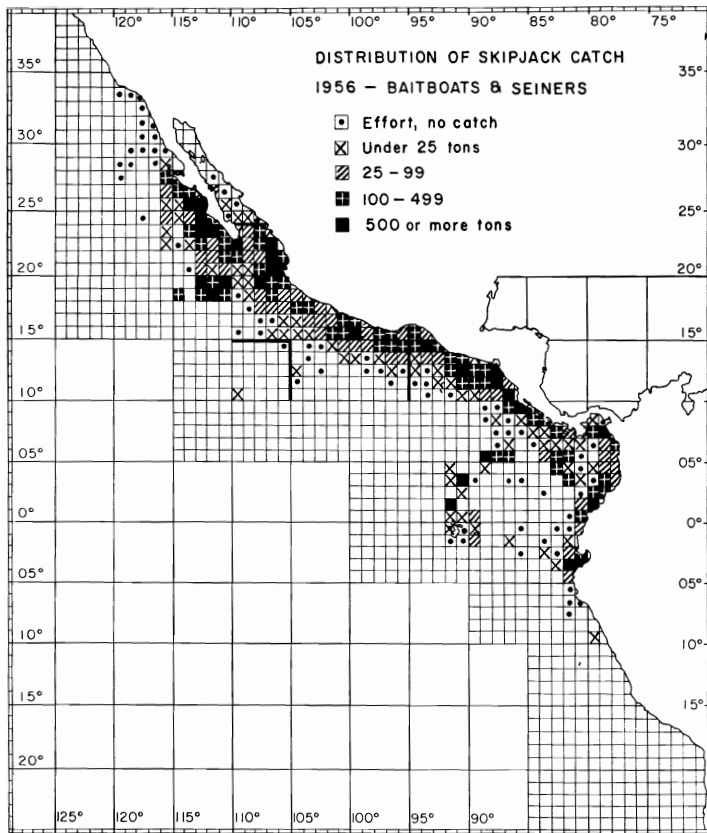 120° 115° 110° 105° 100° 95° 90° 85° 80° 75°
DISTRIBUTION OF SKIPJACK CATCH
35° 35°
1956 – BAITBOATS & SEINERS
Effort, no catch
30° Under 25 tons 30°
25 – 99
100 – 499
25° 500 or more tons 25°
20° 20°
15° 15°
10° 10°
05° 05°
0° 0°
05° 05°
10° 10°
15° 15°
20°
125° 120° 115° 110° 105° 100° 95° 90°